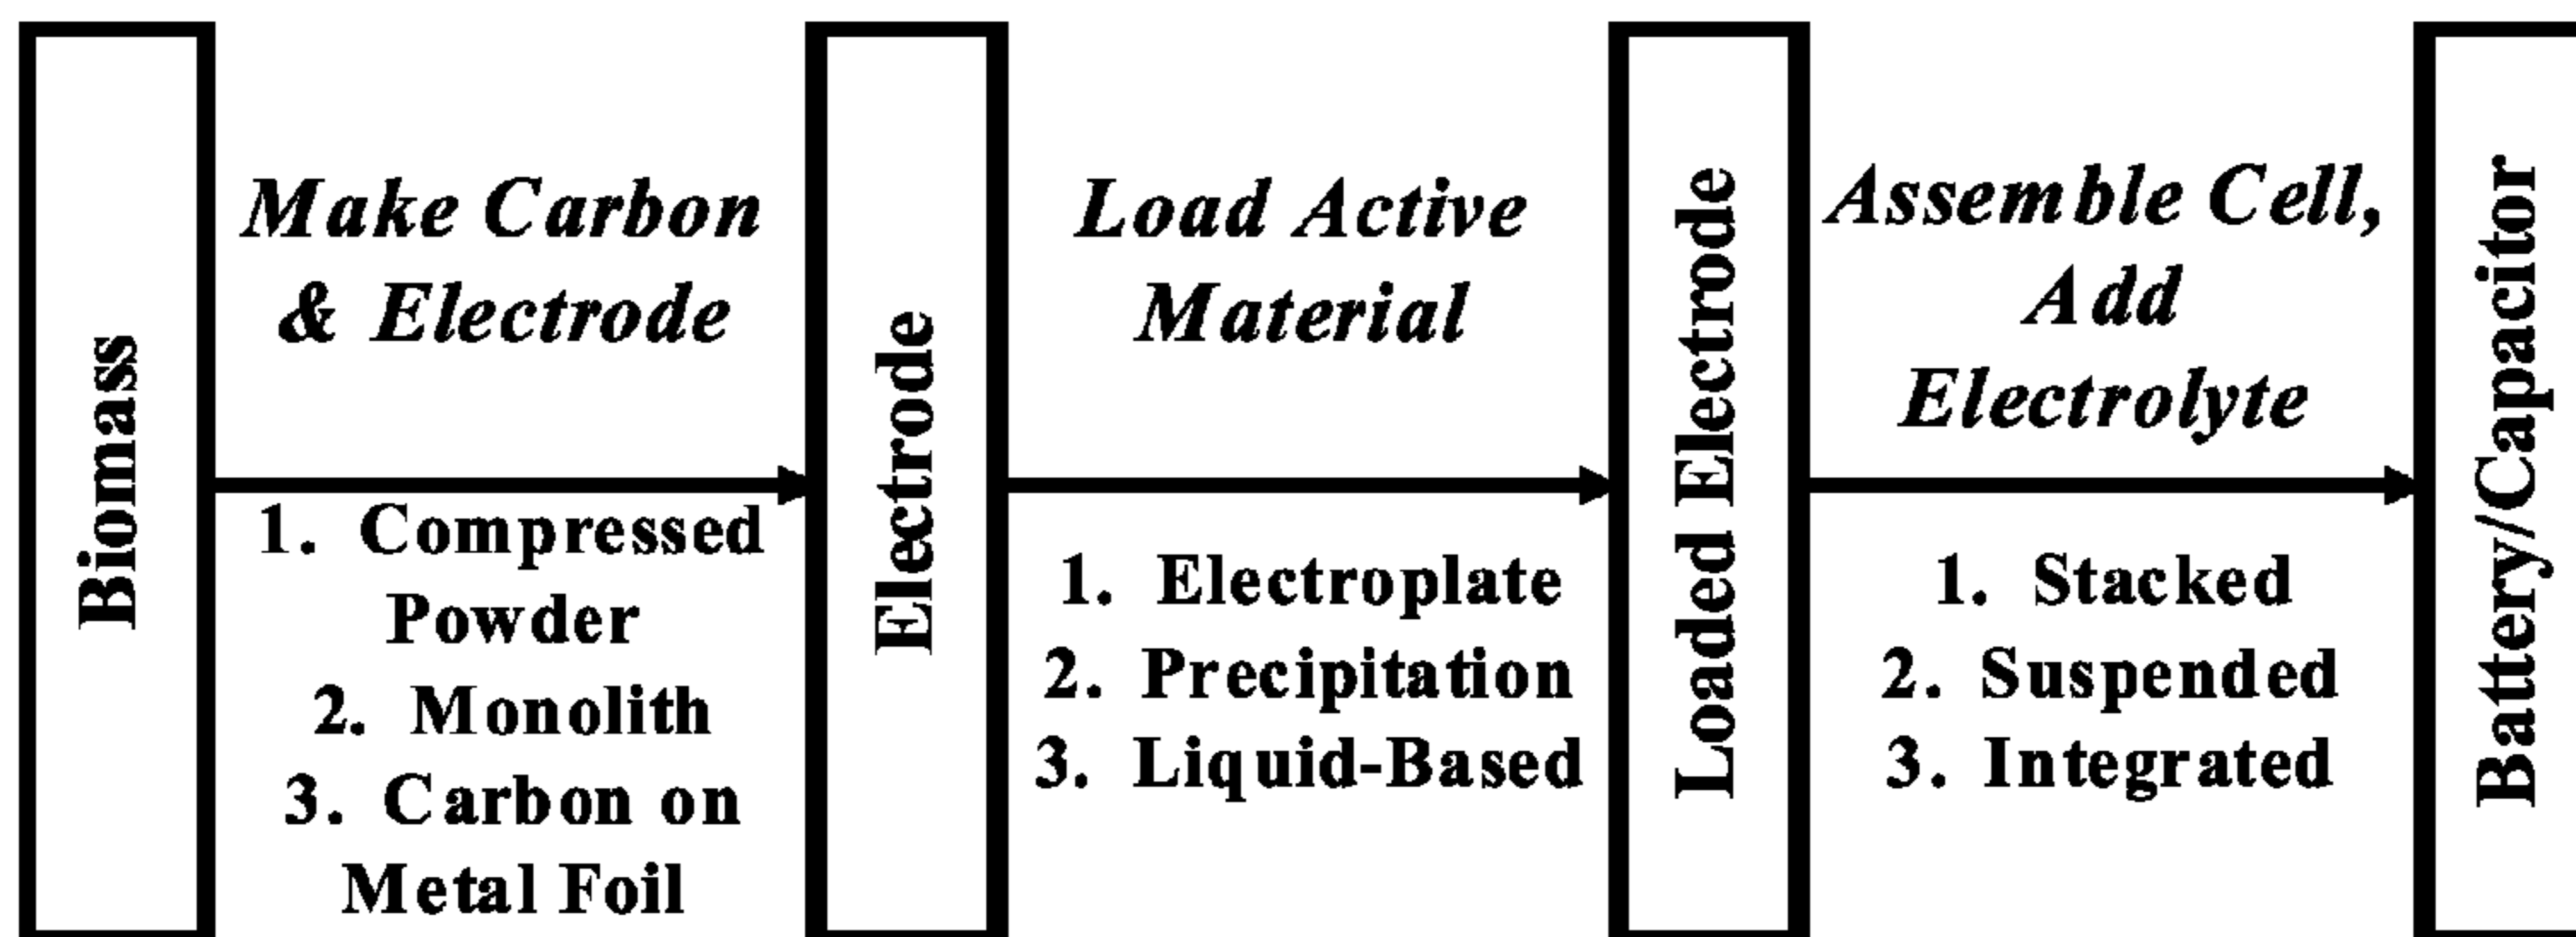 Biomass
Make Carbon
& Electrode
1. Compressed
Powder
2. Monolith
3. Carbon on
Metal Foil
Electrode
Load Active
Material
1. Electroplate
2. Precipitation
3. Liquid-Based
Loaded Electrode
Assemble Cell,
Add
Electrolyte
1. Stacked
2. Suspended
3. Integrated
Battery/Capacitor